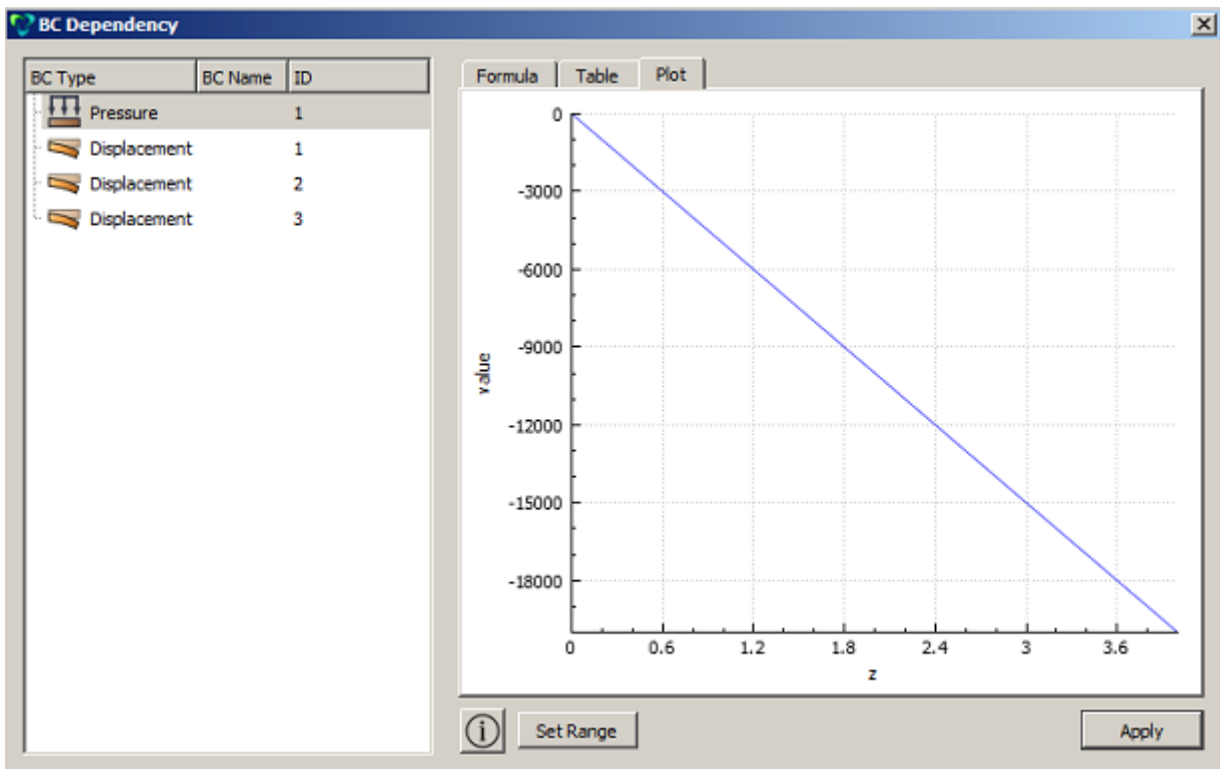 BC Dependency
BC Type BC Name ID
Pressure 1
Displacement 1
Displacement 2
Displacement 3
Formula Table Plot
0
-3000
-6000
-9000
-12000
-15000
-18000
value
0 0.6 1.2 1.8 2.4 3 3.6
z
i Set Range Apply